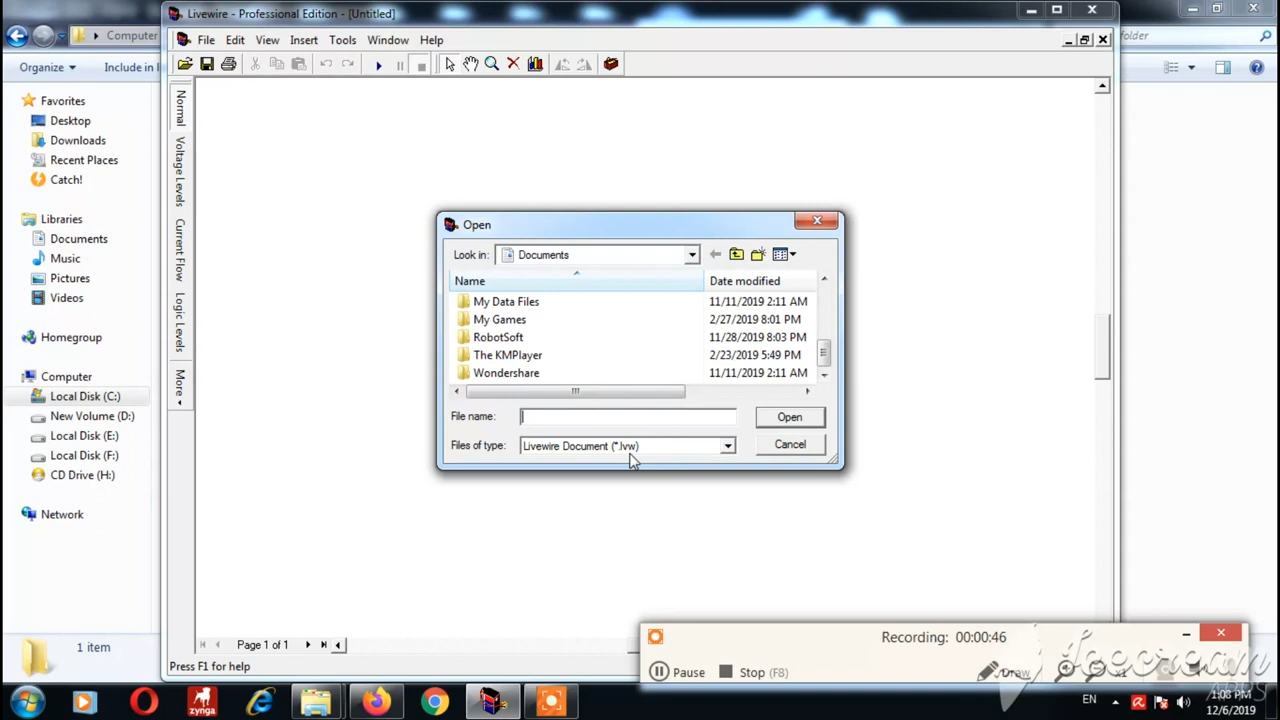 Livewire - Professional Edition - [Untitled]
Computer
folder
File Edit View Insert Tools Window Help
Organize
Include in l
Normal
Voltage Levels
Current Flow
Logic Levels
More
Favorites
Desktop
Downloads
Recent Places
Catch!
Libraries
Documents
Music
Pictures
Videos
Homegroup
Computer
Local Disk (C:)
New Volume (D:)
Local Disk (E:)
Local Disk (F:)
CD Drive (H:)
Network
1 item
Open
Look in: Documents
Name Date modified
My Data Files 11/11/2019 2:11 AM
My Games 2/27/2019 8:01 PM
RobotSoft 11/28/2019 8:03 PM
The KMPlayer 2/23/2019 5:49 PM
Wondershare 11/11/2019 2:11 AM
File name: Open
Files of type: Livewire Document (*.lvw) Cancel
Page 1 of 1
Press F1 for help
Recording: 00:00:46
Pause Stop (F8) Draw x1
Icecream
APPS
zynga
EN
1:08 PM
12/6/2019